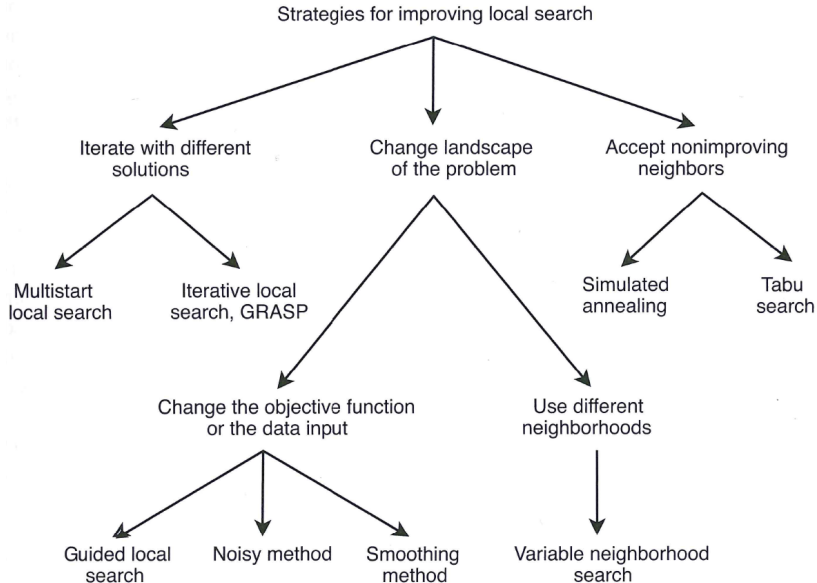 Strategies for improving local search
Iterate with different
solutions
Change landscape
of the problem
Accept nonimproving
neighbors
Multistart
local search
Iterative local
search, GRASP
Simulated
annealing
Tabu
search
Change the objective function
or the data input
Use different
neighborhoods
Guided local
search
Noisy method
Smoothing
method
Variable neighborhood
search